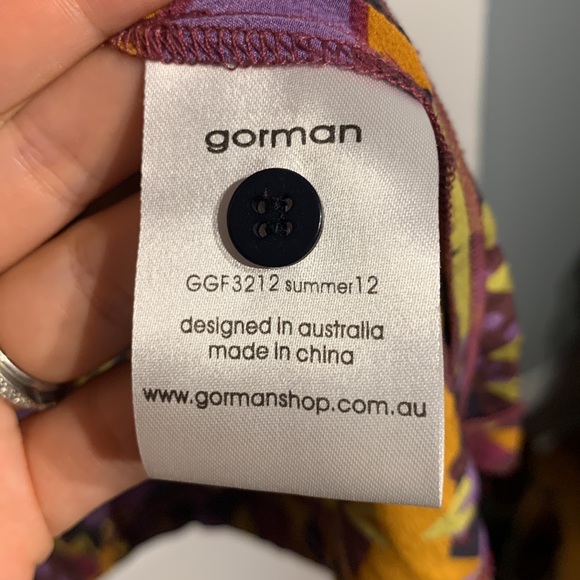 gorman
GGF3212 summer12
designed in australia
made in china
www.gormanshop.com.au